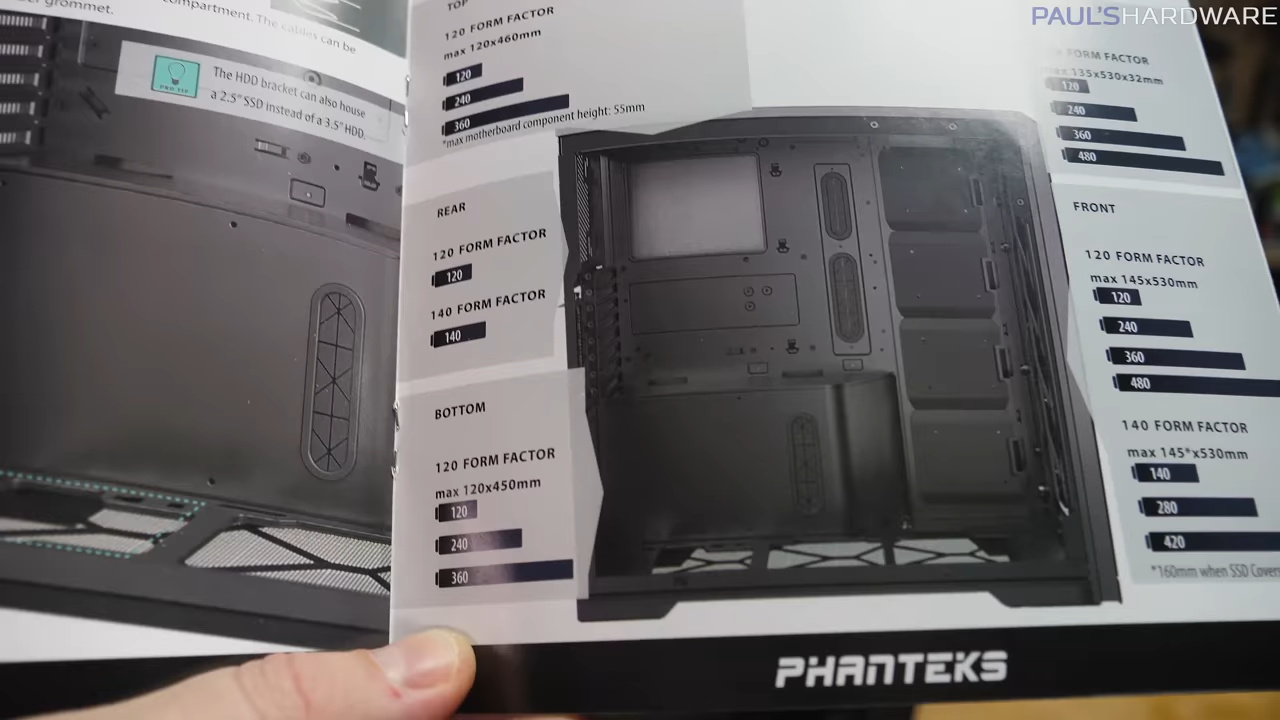 grommet.
compartment. The cables can be
PRO TIP
The HDD bracket can also house
a 2.5" SSD instead of a 3.5" HDD.
TOP
120 FORM FACTOR
max 120x460mm
120
240
360
*max motherboard component height: 55mm
REAR
120 FORM FACTOR
120
140 FORM FACTOR
140
BOTTOM
120 FORM FACTOR
max 120x450mm
120
240
360
PAUL'SHARDWARE
FORM FACTOR
max 135x530x32mm
120
240
360
480
FRONT
120 FORM FACTOR
max 145x530mm
120
240
360
480
140 FORM FACTOR
max 145*x530mm
140
280
420
*160mm when SSD Covers
PHANTEKS